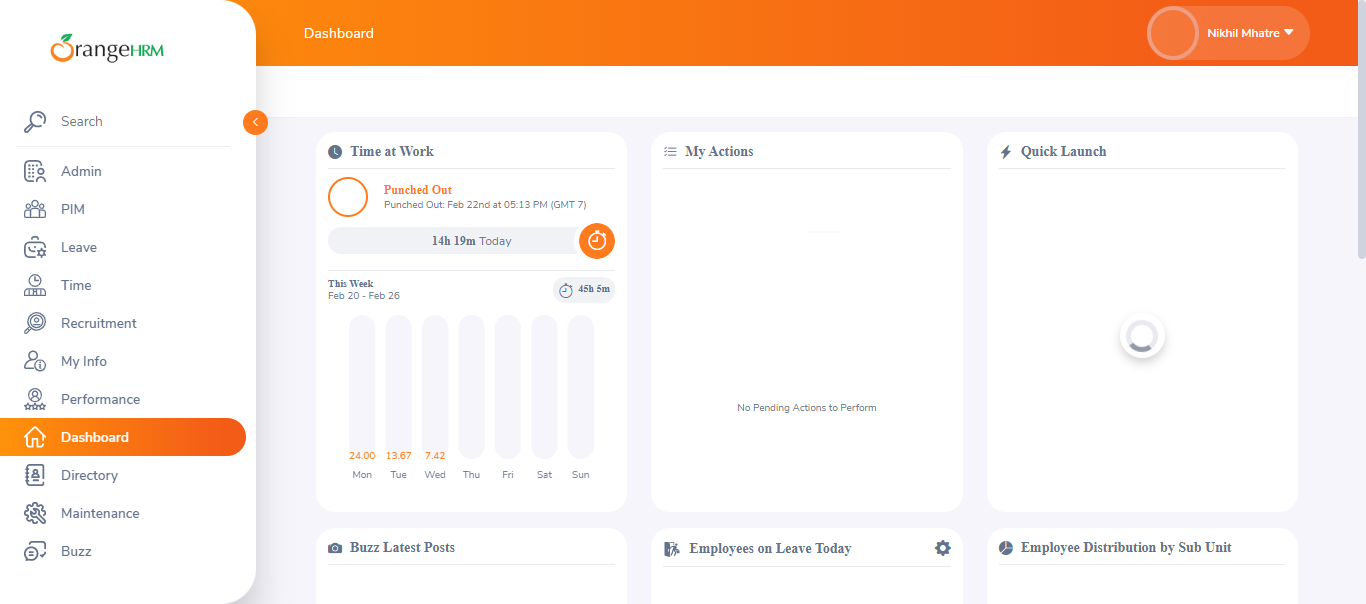 OrangeHRM
Dashboard
Nikhil Mhatre
Search
Admin
PIM
Leave
Time
Recruitment
My Info
Performance
Dashboard
Directory
Maintenance
Buzz
Time at Work
Punched Out
Punched Out: Feb 22nd at 05:13 PM (GMT 7)
14h 19m Today
This Week
Feb 20 - Feb 26
45h 5m
24.00 13.67 7.42
Mon Tue Wed Thu Fri Sat Sun
My Actions
No Pending Actions to Perform
Quick Launch
Buzz Latest Posts
Employees on Leave Today
Employee Distribution by Sub Unit